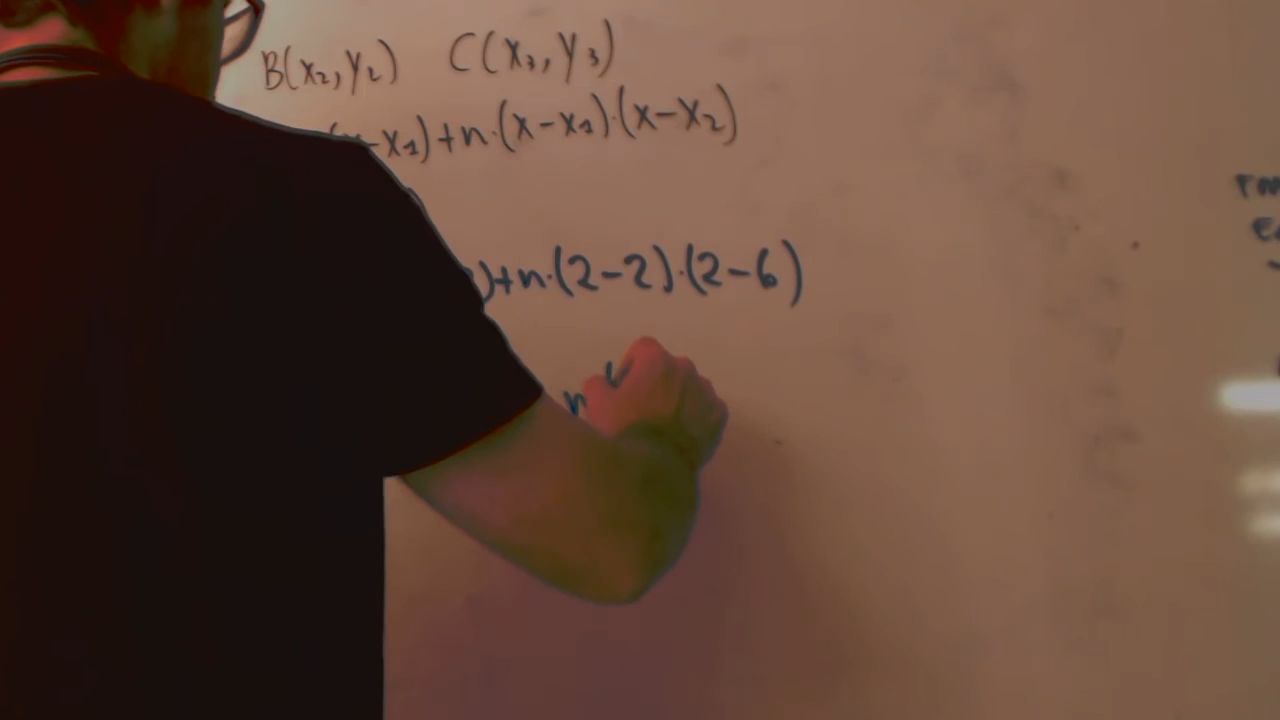 B(x₂,y₂) C(x₃,y₃)
-x₁)+n·(x-x₁)·(x-x₂)
)+n·(2-2)·(2-6)